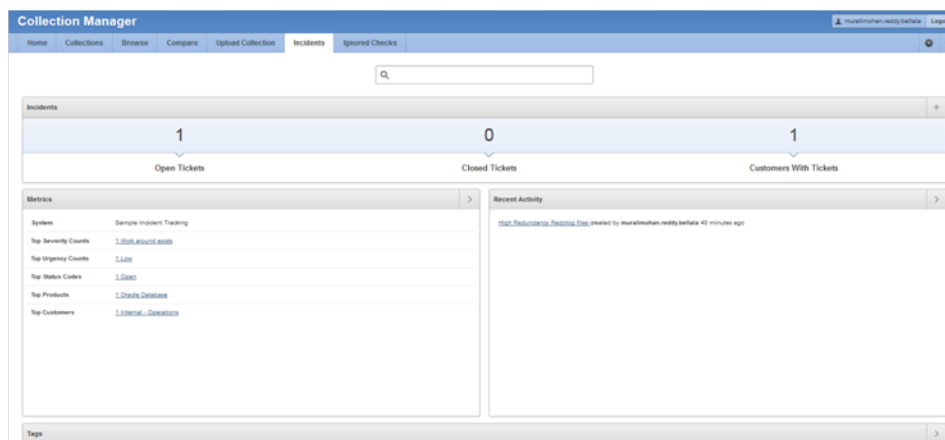 Collection Manager
muralimohan.reddy.bellala
Home Collections Browse Compare Upload Collection Incidents Ignored Checks
Incidents
1 0 1
Open Tickets Closed Tickets Customers With Tickets
Metrics
Recent Activity
System Sample Incident Tracking
High Redundancy Redolog files created by muralimohan.reddy.bellala 40 minutes ago
Top Severity Counts 1 Work around exists
Top Urgency Counts 1 Low
Top Status Codes 1 Open
Top Products 1 Oracle Database
Top Customers 1 Internal - Operations
Tags